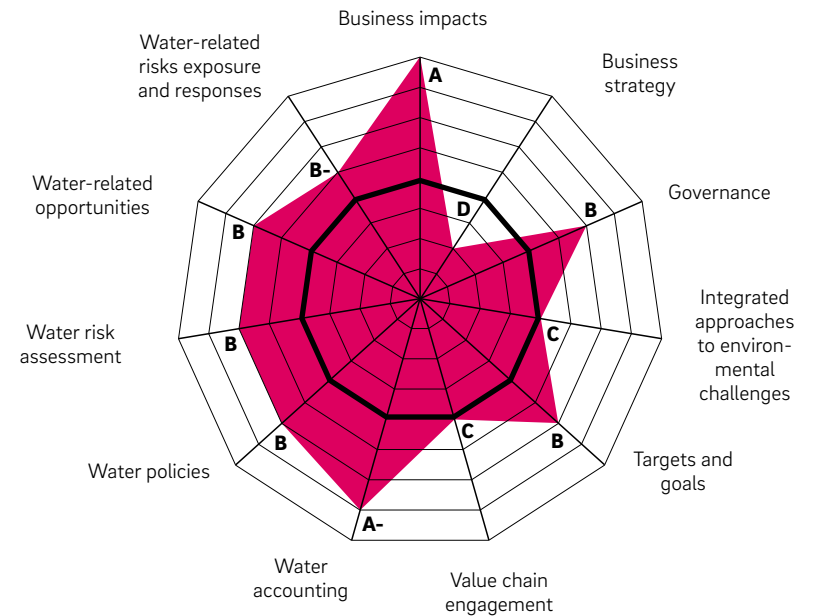 Business impacts
A
Business
strategy
D
Governance
B
Integrated
approaches
to environ-
mental
challenges
C
Targets and
goals
B
Value chain
engagement
C
Water
accounting
A-
Water policies
B
Water risk
assessment
B
Water-related
opportunities
B
Water-related
risks exposure
and responses
B-